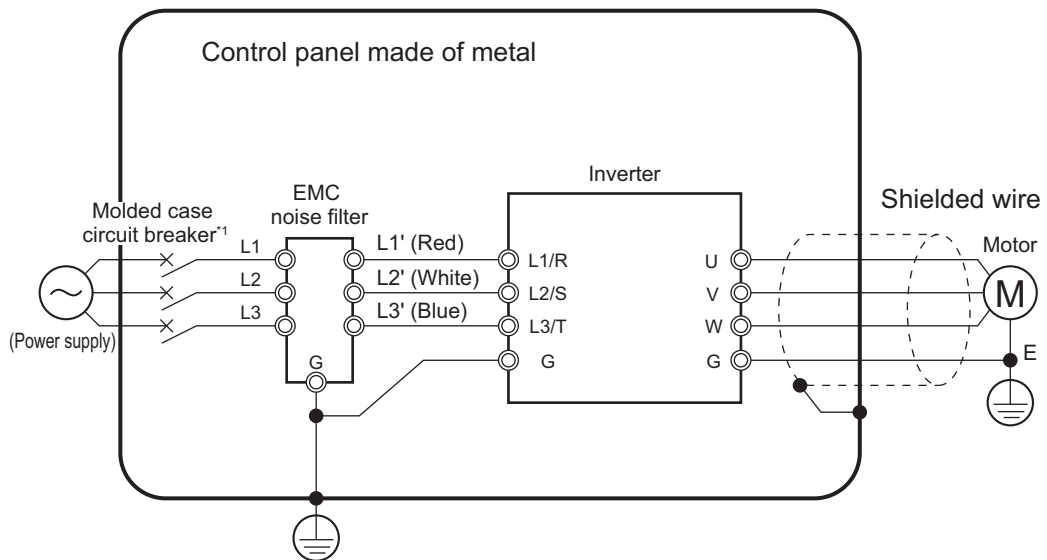 Control panel made of metal
Molded case
circuit breaker*1
EMC
noise filter
Inverter
Shielded wire
Motor
L1
L1' (Red)
L1/R
U
L2
L2' (White)
L2/S
V
M
L3
L3' (Blue)
L3/T
W
(Power supply)
G
G
G
E